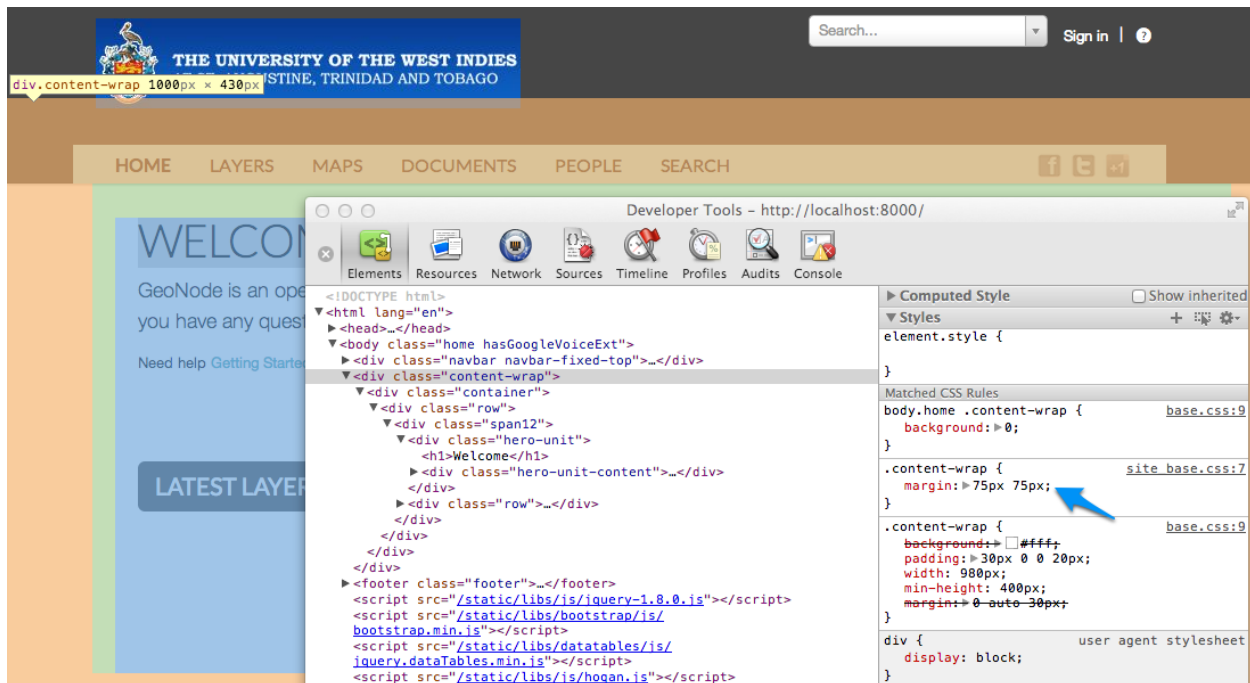 Search...
Sign in | ?
THE UNIVERSITY OF THE WEST INDIES
STINE, TRINIDAD AND TOBAGO
div.content-wrap 1000px × 430px
HOME LAYERS MAPS DOCUMENTS PEOPLE SEARCH
WELCO
GeoNode is an ope
you have any quest
Need help Getting Starte
LATEST LAYE
Developer Tools - http://localhost:8000/
Elements Resources Network Sources Timeline Profiles Audits Console
<!DOCTYPE html>
▼<html lang="en">
▶<head>…</head>
▼<body class="home hasGoogleVoiceExt">
▶<div class="navbar navbar-fixed-top">…</div>
▼<div class="content-wrap">
▼<div class="container">
▼<div class="row">
▼<div class="span12">
▼<div class="hero-unit">
<h1>Welcome</h1>
▶<div class="hero-unit-content">…</div>
</div>
▶<div class="row">…</div>
</div>
</div>
</div>
</div>
▶<footer class="footer">…</footer>
<script src="/static/libs/js/jquery-1.8.0.js"></script>
<script src="/static/libs/bootstrap/js/
bootstrap.min.js"></script>
<script src="/static/libs/datatables/js/
jquery.dataTables.min.js"></script>
<script src="/static/libs/js/hogan.js"></script>
▶ Computed Style Show inherited
▼ Styles
element.style {
}
Matched CSS Rules
body.home .content-wrap { base.css:9
background:▶0;
}
.content-wrap { site_base.css:7
margin:▶75px 75px;
}
.content-wrap { base.css:9
background:▶#fff;
padding:▶30px 0 0 20px;
width: 980px;
min-height: 400px;
margin:▶0 auto 30px;
}
div { user agent stylesheet
display: block;
}